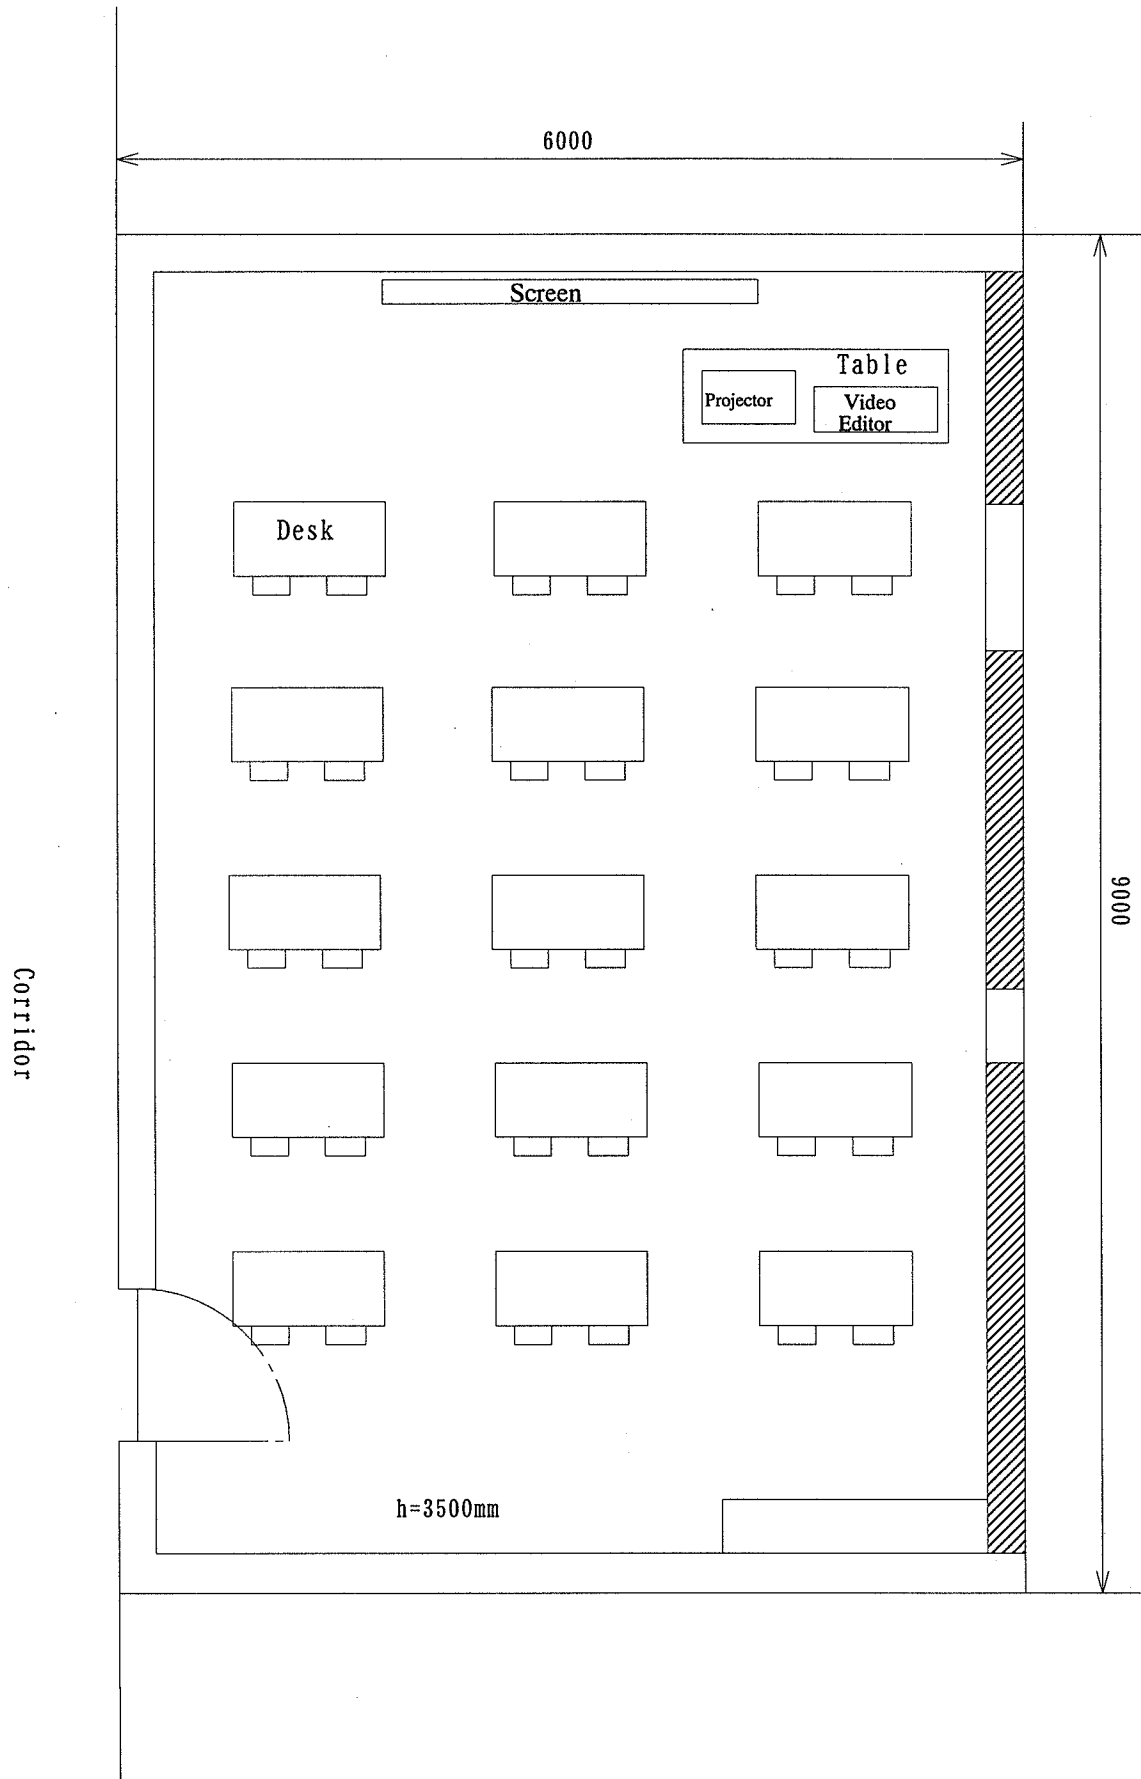 6000
Screen
Table
Projector
Video
Editor
Desk
9000
Corridor
h=3500mm